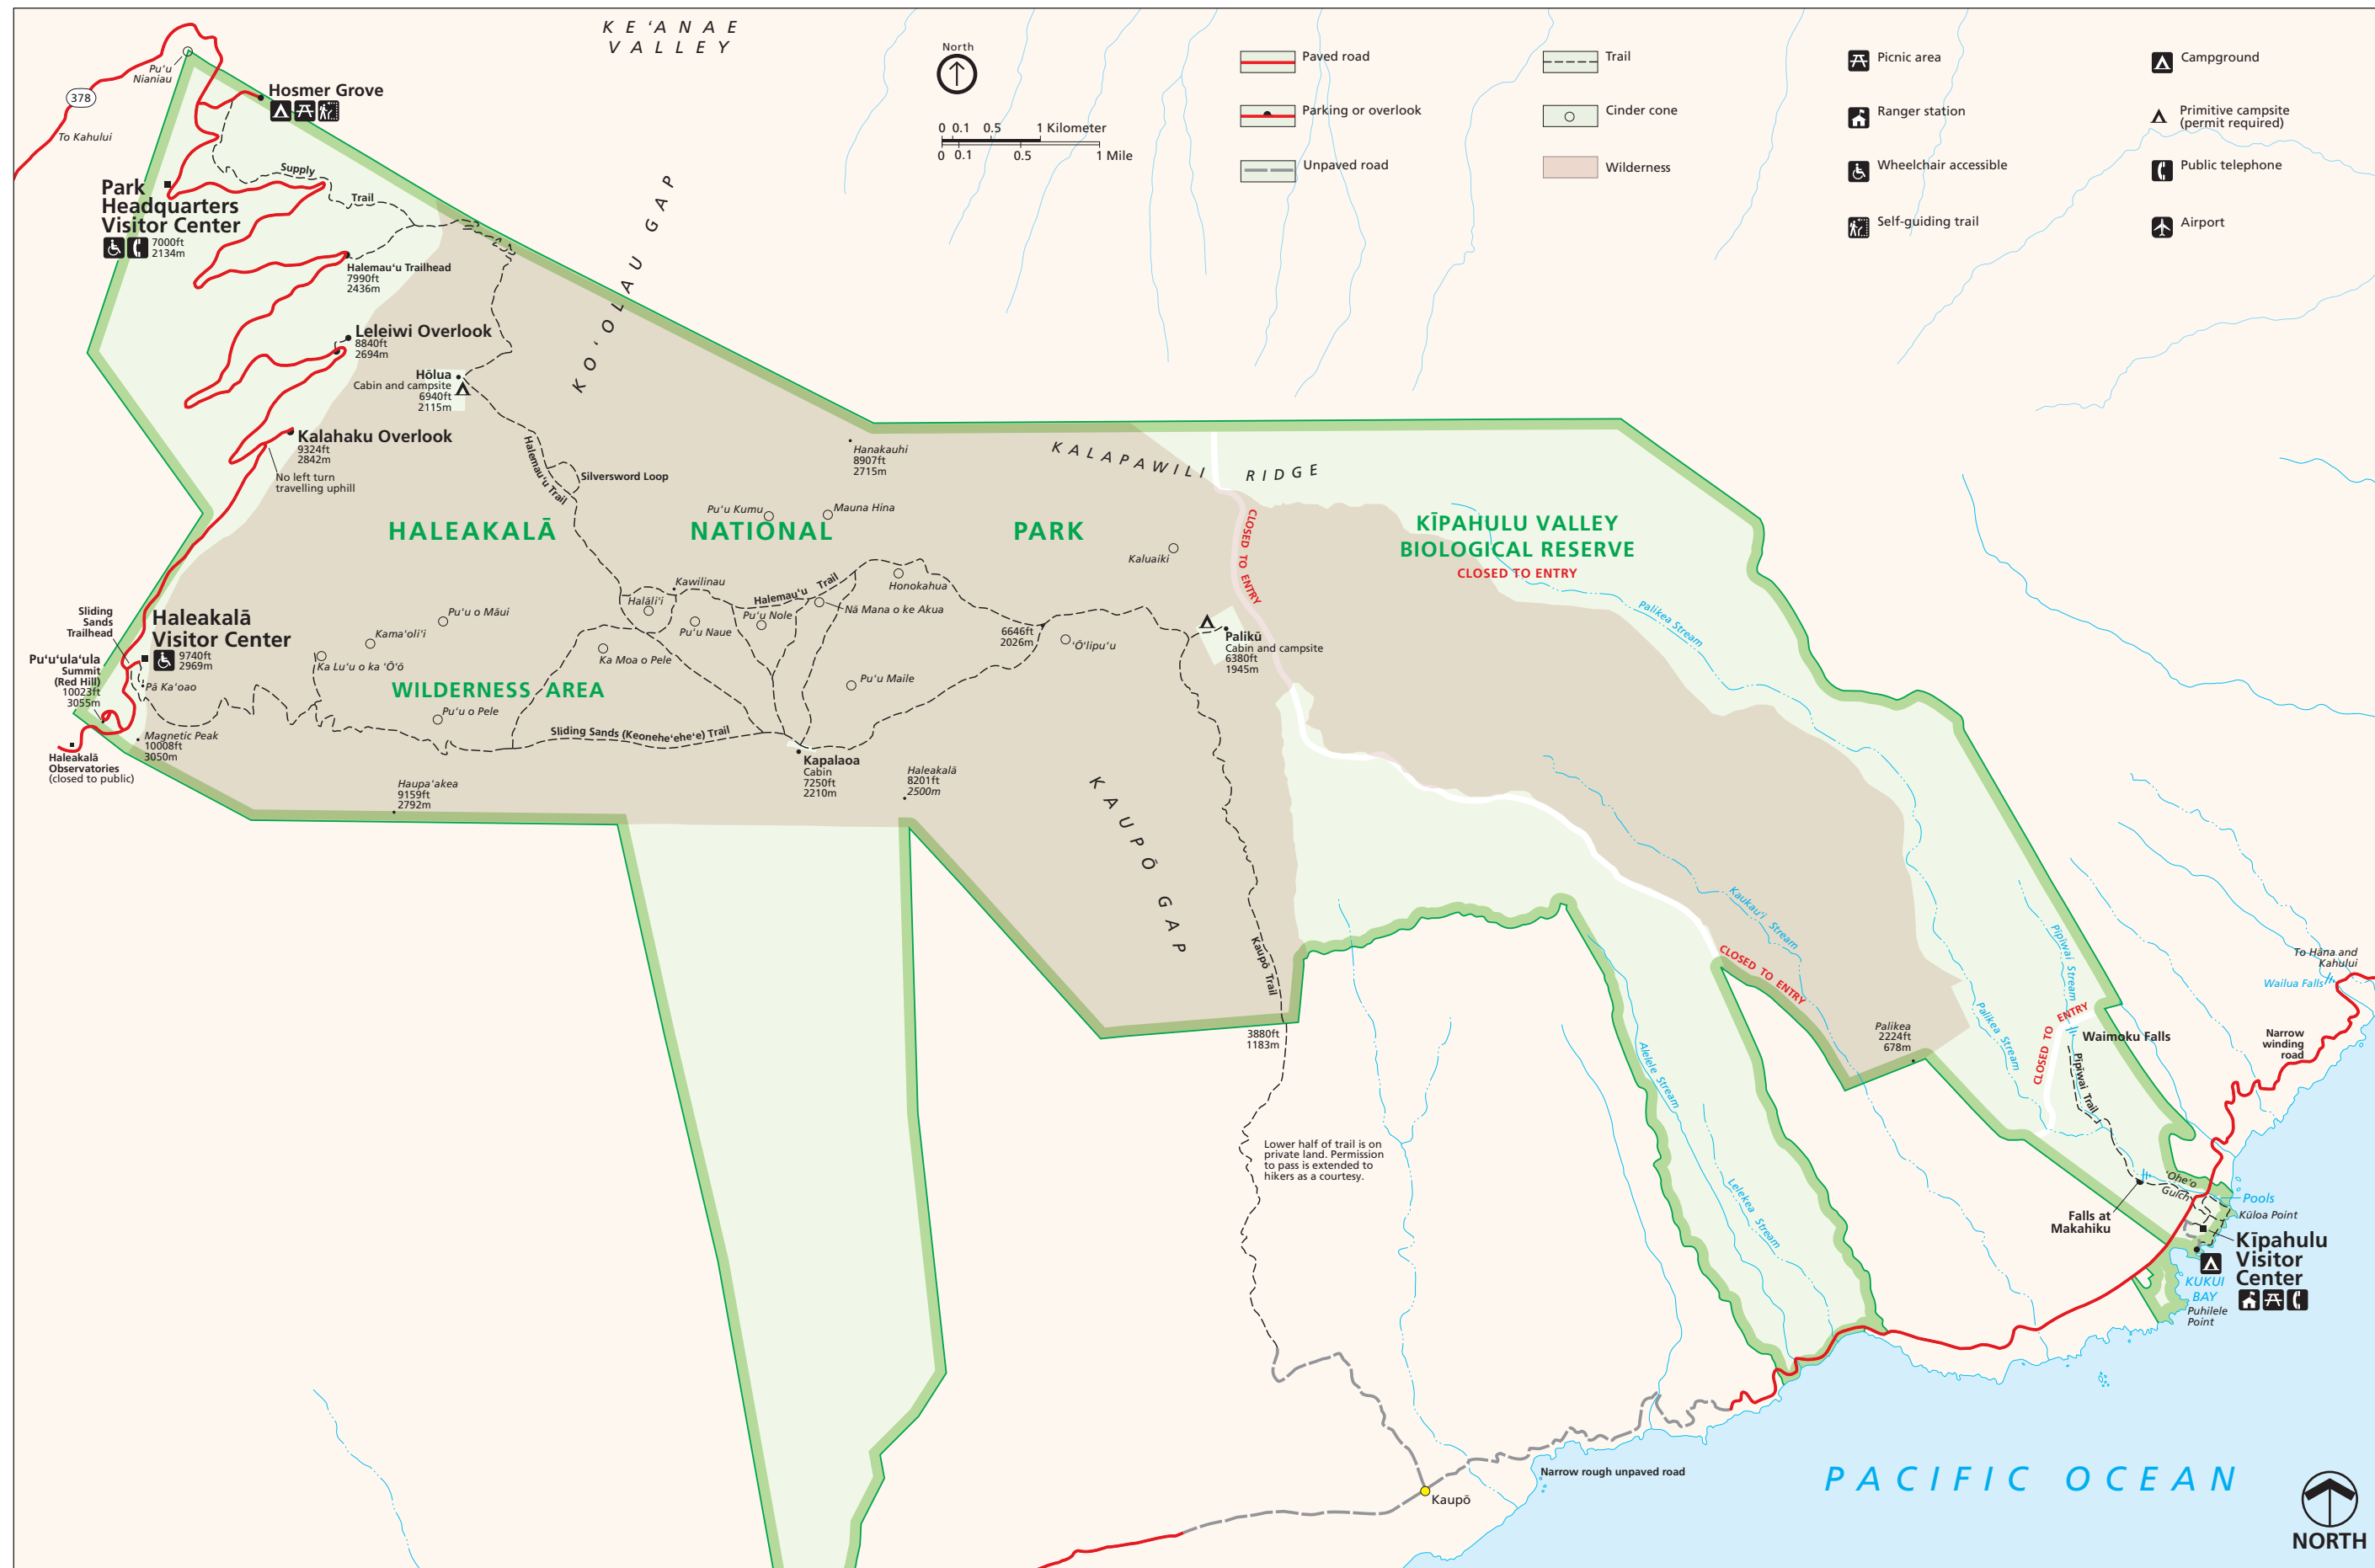 KE ‘ANAE
VALLEY
North
0 0.1 0.5 1 Kilometer
0 0.1 0.5 1 Mile
Paved road
Parking or overlook
Unpaved road
Trail
Cinder cone
Wilderness
Picnic area
Ranger station
Wheelchair accessible
Self-guiding trail
Campground
Primitive campsite
(permit required)
Public telephone
Airport
Pu‘u
Nianiau
378
To Kahului
Hosmer Grove
Supply
Trail
Park
Headquarters
Visitor Center
7000ft
2134m
Halemau‘u Trailhead
7990ft
2436m
KO‘OLAU GAP
Leleiwi Overlook
8840ft
2694m
Hōlua
Cabin and campsite
6940ft
2115m
Kalahaku Overlook
9324ft
2842m
No left turn
travelling uphill
Halemau‘u Trail
Silversword Loop
Hanakauhi
8907ft
2715m
KALAPAWILI RIDGE
Pu‘u Kumu
Mauna Hina
HALEAKALĀ NATIONAL PARK
Kaluaiki
CLOSED TO ENTRY
KĪPAHULU VALLEY
BIOLOGICAL RESERVE
CLOSED TO ENTRY
Palikea Stream
Kawilinau
Halāli‘i
Halemau‘u Trail
Honokahua
Nā Mana o ke Akua
Pu‘u Nole
Pu‘u Naue
Pu‘u o Māui
Kama‘oli‘i
Ka Lu‘u o ka ‘Ō‘ō
Ka Moa o Pele
6646ft
2026m
‘Ō‘ilipu‘u
Palikū
Cabin and campsite
6380ft
1945m
Sliding
Sands
Trailhead
Haleakalā
Visitor Center
9740ft
2969m
Pu‘u‘ula‘ula
Summit
(Red Hill)
10023ft
3055m
Pā Ka‘oao
WILDERNESS AREA
Pu‘u Maile
Pu‘u o Pele
Sliding Sands (Keonehe‘ehe‘e) Trail
Magnetic Peak
10008ft
3050m
Haleakalā
Observatories
(closed to public)
Kapalaoa
Cabin
7250ft
2210m
Haleakalā
8201ft
2500m
Haupa‘akea
9159ft
2792m
KAUPŌ GAP
Kaupō Trail
3880ft
1183m
Kaukau‘i Stream
CLOSED TO ENTRY
Palikea
2224ft
678m
Pipiwai Stream
Palikea Stream
CLOSED TO ENTRY
Waimoku Falls
Pipiwai Trail
To Hāna and
Kahului
Wailua Falls
Narrow
winding
road
Alelele Stream
Lelekea Stream
Lower half of trail is on
private land. Permission
to pass is extended to
hikers as a courtesy.
‘Ohe‘o
Gulch
Pools
Kūloa Point
Falls at
Makahiku
Kīpahulu
Visitor
Center
KUKUI
BAY
Puhilele
Point
Narrow rough unpaved road
Kaupō
PACIFIC OCEAN
NORTH